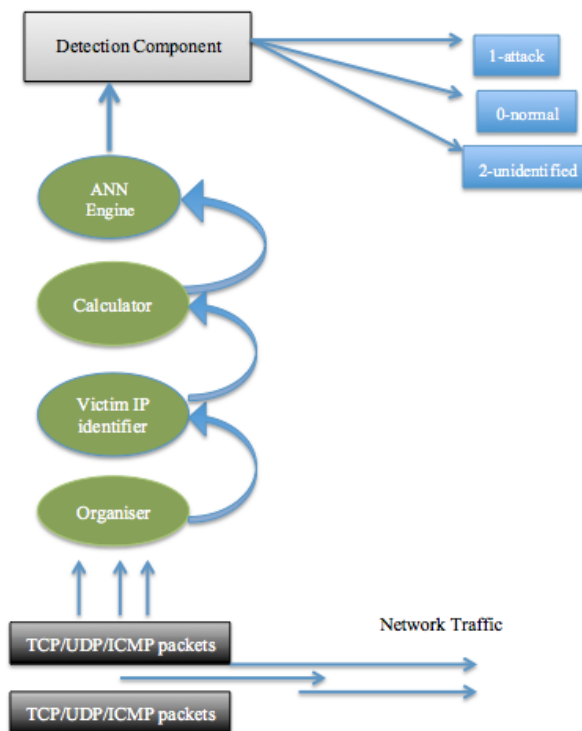 Detection Component
1-attack
0-normal
2-unidentified
ANN
Engine
Calculator
Victim IP
identifier
Organiser
Network Traffic
TCP/UDP/ICMP packets
TCP/UDP/ICMP packets